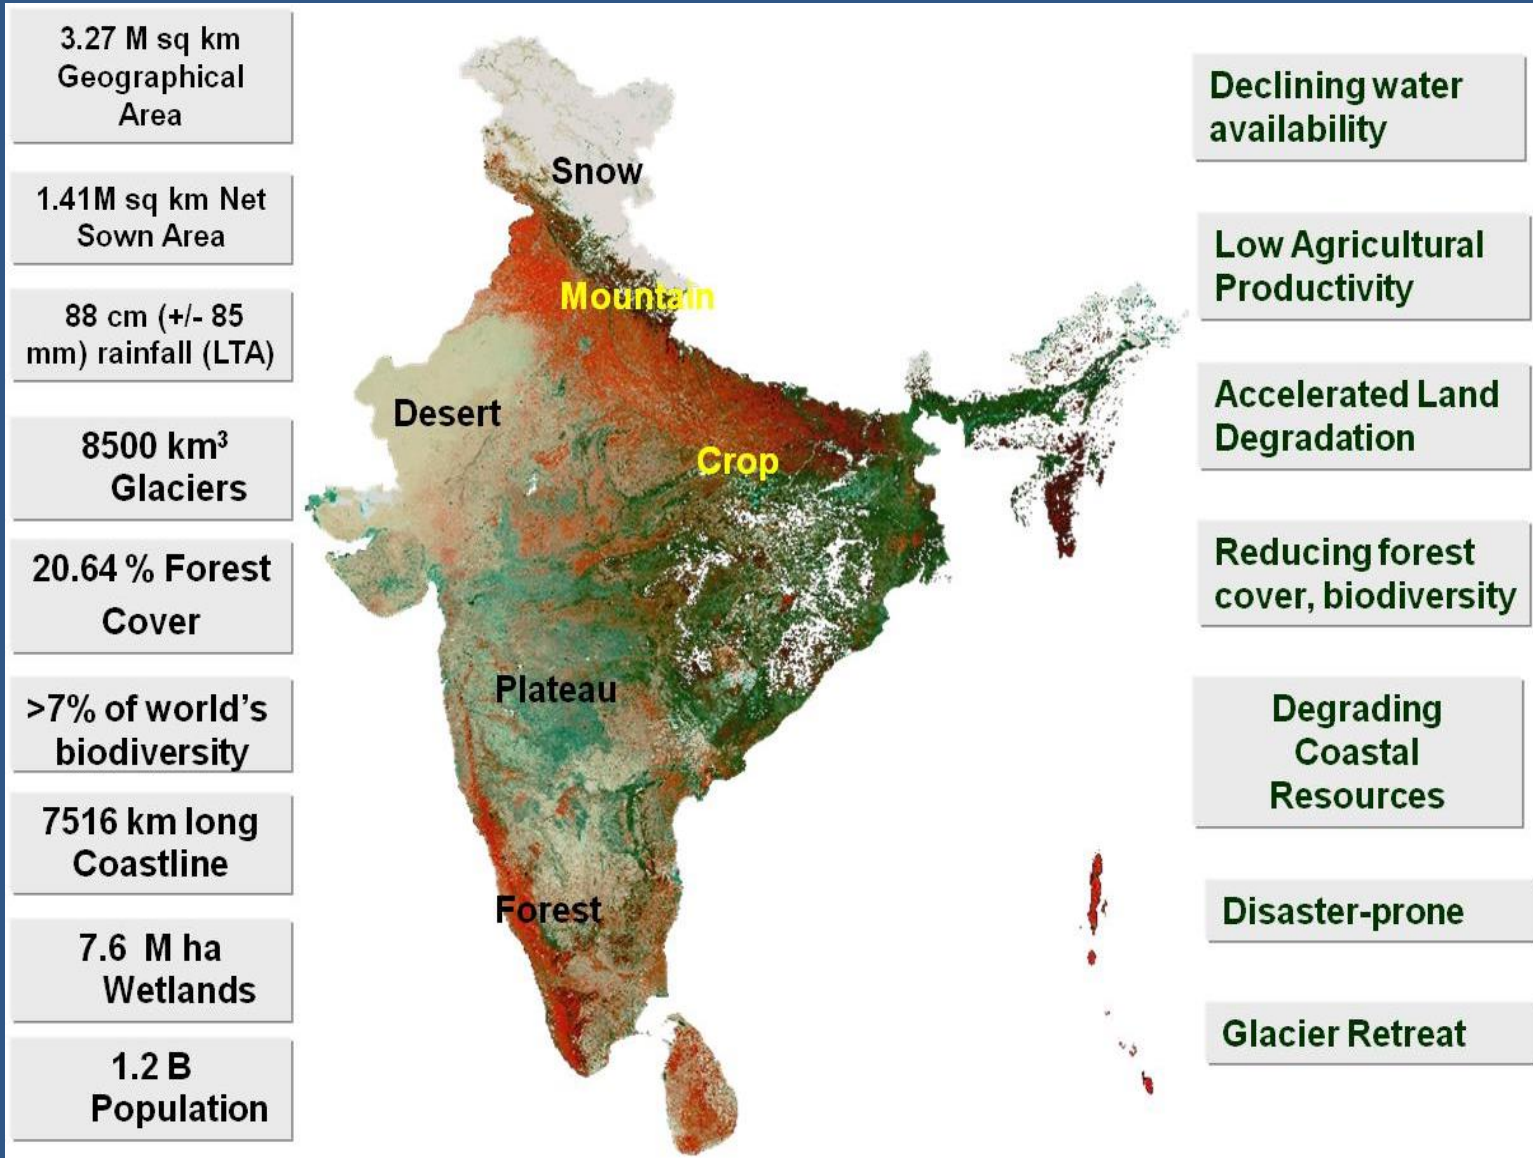 3.27 M sq km
Geographical
Area
1.41M sq km Net
Sown Area
88 cm (+/- 85
mm) rainfall (LTA)
8500 km³
Glaciers
20.64 % Forest
Cover
>7% of world's
biodiversity
7516 km long
Coastline
7.6 M ha
Wetlands
1.2 B
Population
Snow
Mountain
Desert
Crop
Plateau
Forest
Declining water
availability
Low Agricultural
Productivity
Accelerated Land
Degradation
Reducing forest
cover, biodiversity
Degrading
Coastal
Resources
Disaster-prone
Glacier Retreat